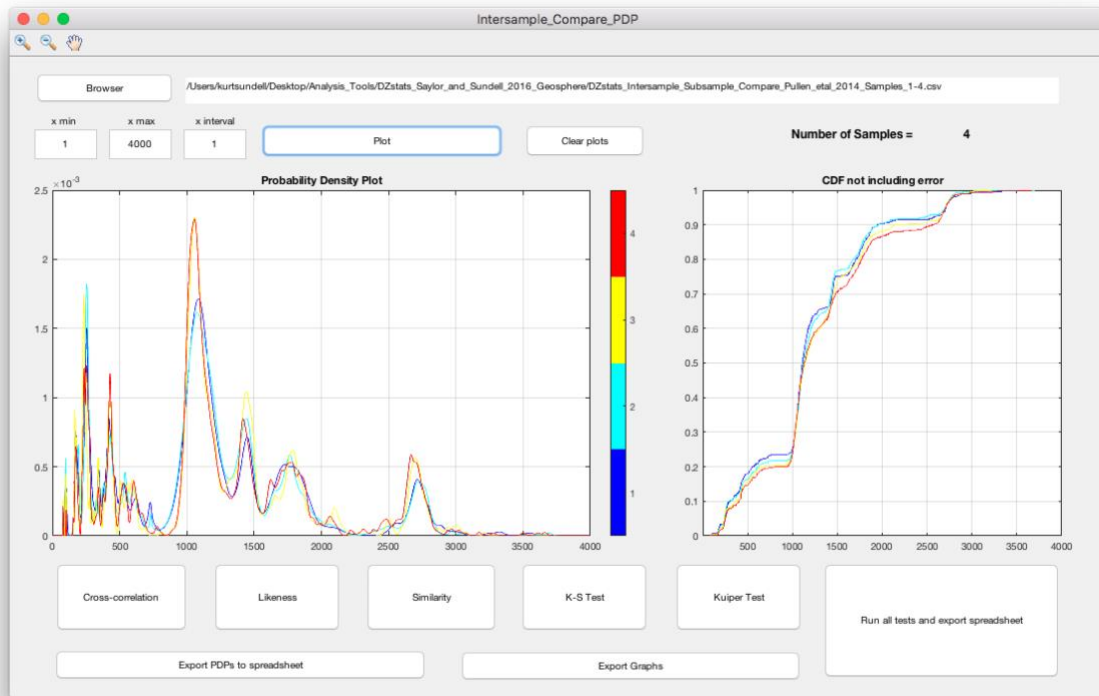 Intersample_Compare_PDP
Browser
/Users/kurtsundell/Desktop/Analysis_Tools/DZstats_Saylor_and_Sundell_2016_Geosphere/DZstats_Intersample_Subsample_Compare_Pullen_etal_2014_Samples_1-4.csv
x min x max x interval
1 4000 1 Plot Clear plots Number of Samples = 4
Probability Density Plot
×10⁻³
2.5
2
1.5
1
0.5
0
0 500 1000 1500 2000 2500 3000 3500 4000
4
3
2
1
CDF not including error
1
0.9
0.8
0.7
0.6
0.5
0.4
0.3
0.2
0.1
0
500 1000 1500 2000 2500 3000 3500 4000
Cross-correlation Likeness Similarity K-S Test Kuiper Test
Run all tests and export spreadsheet
Export PDPs to spreadsheet Export Graphs